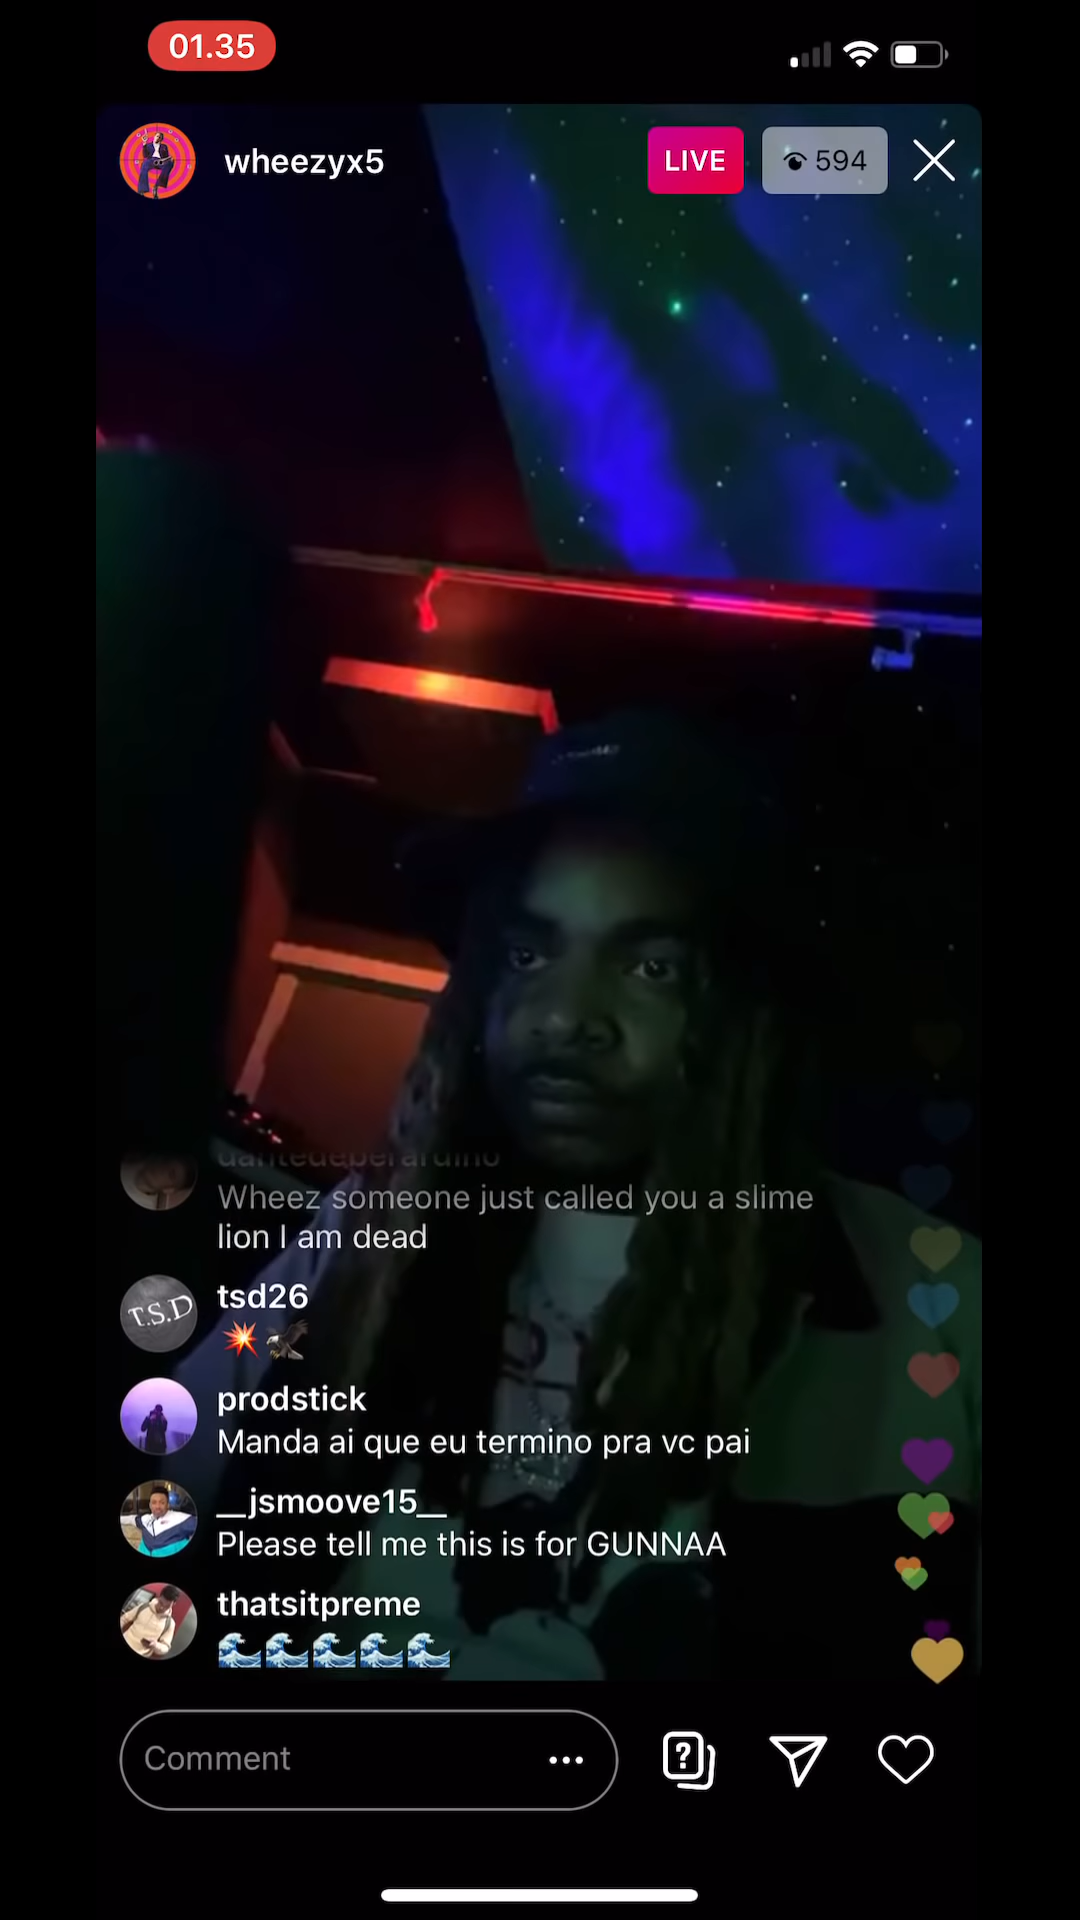 01.35
wheezyx5
LIVE
594
dantedeberardino
Wheez someone just called you a slime
lion I am dead
T.S.D
tsd26
💥🦅
prodstick
Manda ai que eu termino pra vc pai
__jsmoove15__
Please tell me this is for GUNNAA
thatsitpreme
🌊🌊🌊🌊🌊
Comment